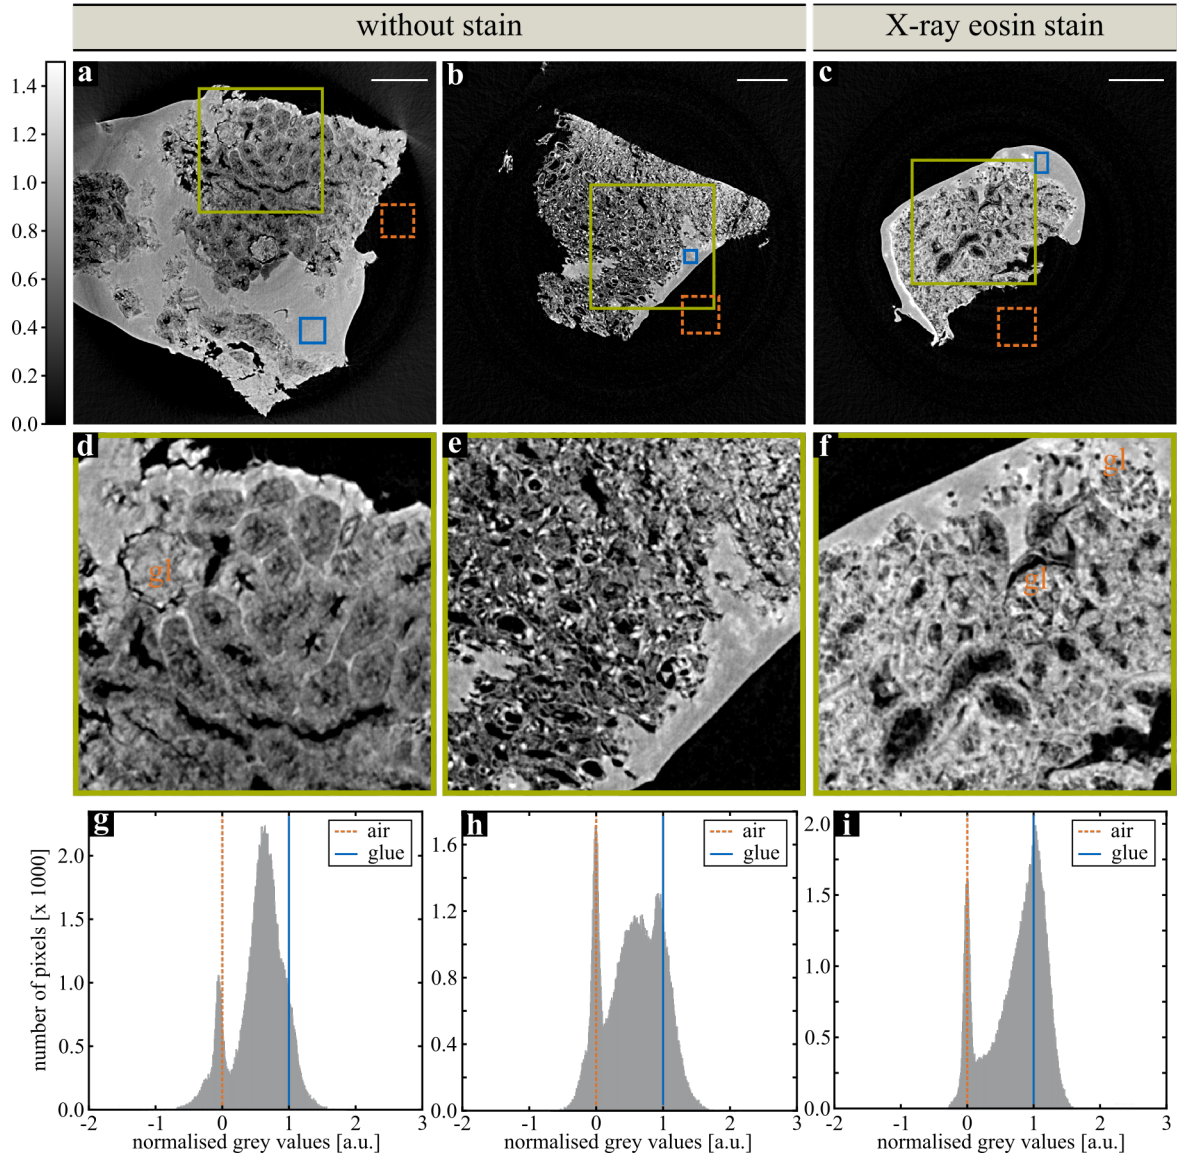 without stain
X-ray eosin stain
a
b
c
1.4
1.2
1.0
0.8
0.6
0.4
0.2
0.0
d
e
f
gl
gl
gl
g
h
i
air
glue
air
glue
air
glue
number of pixels [x 1000]
2.0
1.5
1.0
0.5
0.0
1.6
1.2
0.8
0.4
0.0
2.0
1.5
1.0
0.5
0.0
-2 -1 0 1 2 3
-2 -1 0 1 2 3
-2 -1 0 1 2 3
normalised grey values [a.u.]
normalised grey values [a.u.]
normalised grey values [a.u.]